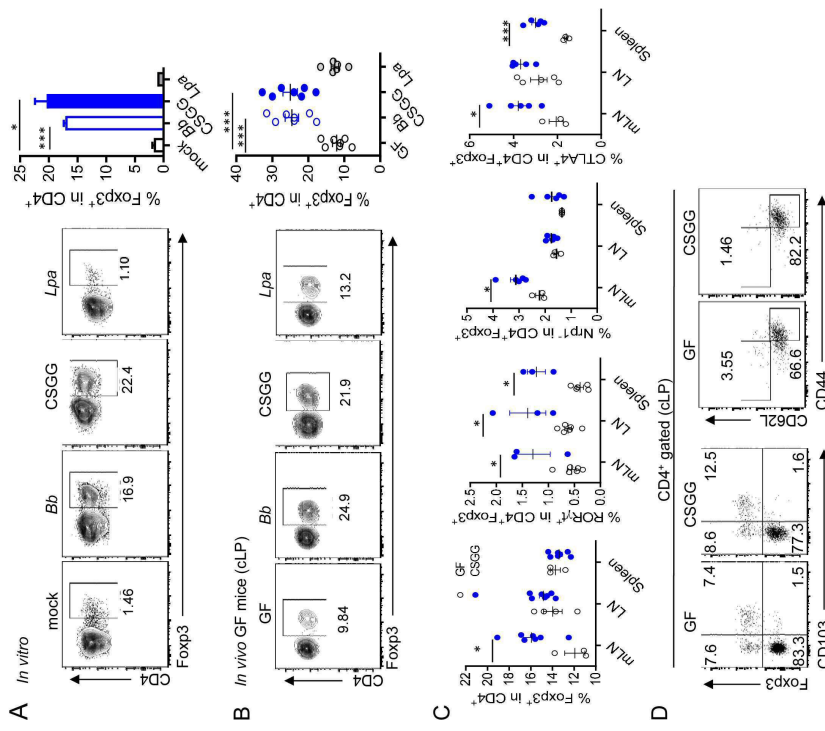 A
In vitro
mock
Bb
CSGG
Lpa
1.46
16.9
22.4
1.10
CD4
Foxp3
% Foxp3+ in CD4+
25
20
15
10
5
0
*
***
mock
Bb
CSGG
Lpa
B
In vivo GF mice (cLP)
GF
Bb
CSGG
Lpa
9.84
24.9
21.9
13.2
CD4
Foxp3
% Foxp3+ in CD4+
40
30
20
10
0
***
***
GF
Bb
CSGG
Lpa
C
% Foxp3+ in CD4+
22
20
18
16
14
12
10
*
GF
CSGG
mLN
LN
Spleen
% RORγt+ in CD4+Foxp3+
2.0
1.5
1.0
0.5
0.0
*
*
*
mLN
LN
Spleen
% Nrp1- in CD4+Foxp3+
5
4
3
2
1
0
*
mLN
LN
Spleen
% CTLA4+ in CD4+Foxp3+
6
4
2
0
*
***
mLN
LN
Spleen
D
CD4+ gated (cLP)
GF
CSGG
GF
CSGG
7.6
7.4
8.6
12.5
83.3
1.5
77.3
1.6
Foxp3
CD103
3.55
66.6
1.46
82.2
CD62L
CD44